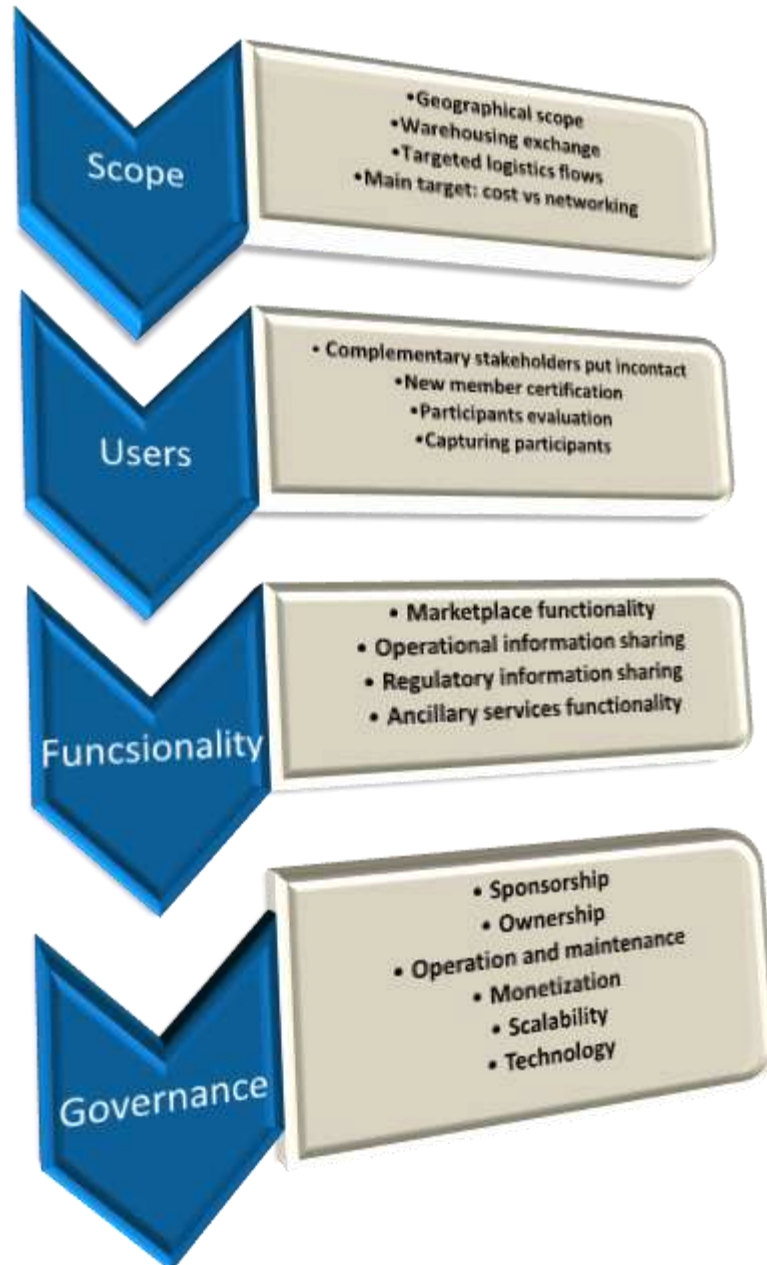 Scope
•Geographical scope
•Warehousing exchange
•Targeted logistics flows
•Main target: cost vs networking
Users
• Complementary stakeholders put incontact
•New member certification
•Participants evaluation
•Capturing participants
Funcsionality
• Marketplace functionality
• Operational information sharing
• Regulatory information sharing
• Ancillary services functionality
Governance
• Sponsorship
• Ownership
• Operation and maintenance
• Monetization
• Scalability
• Technology